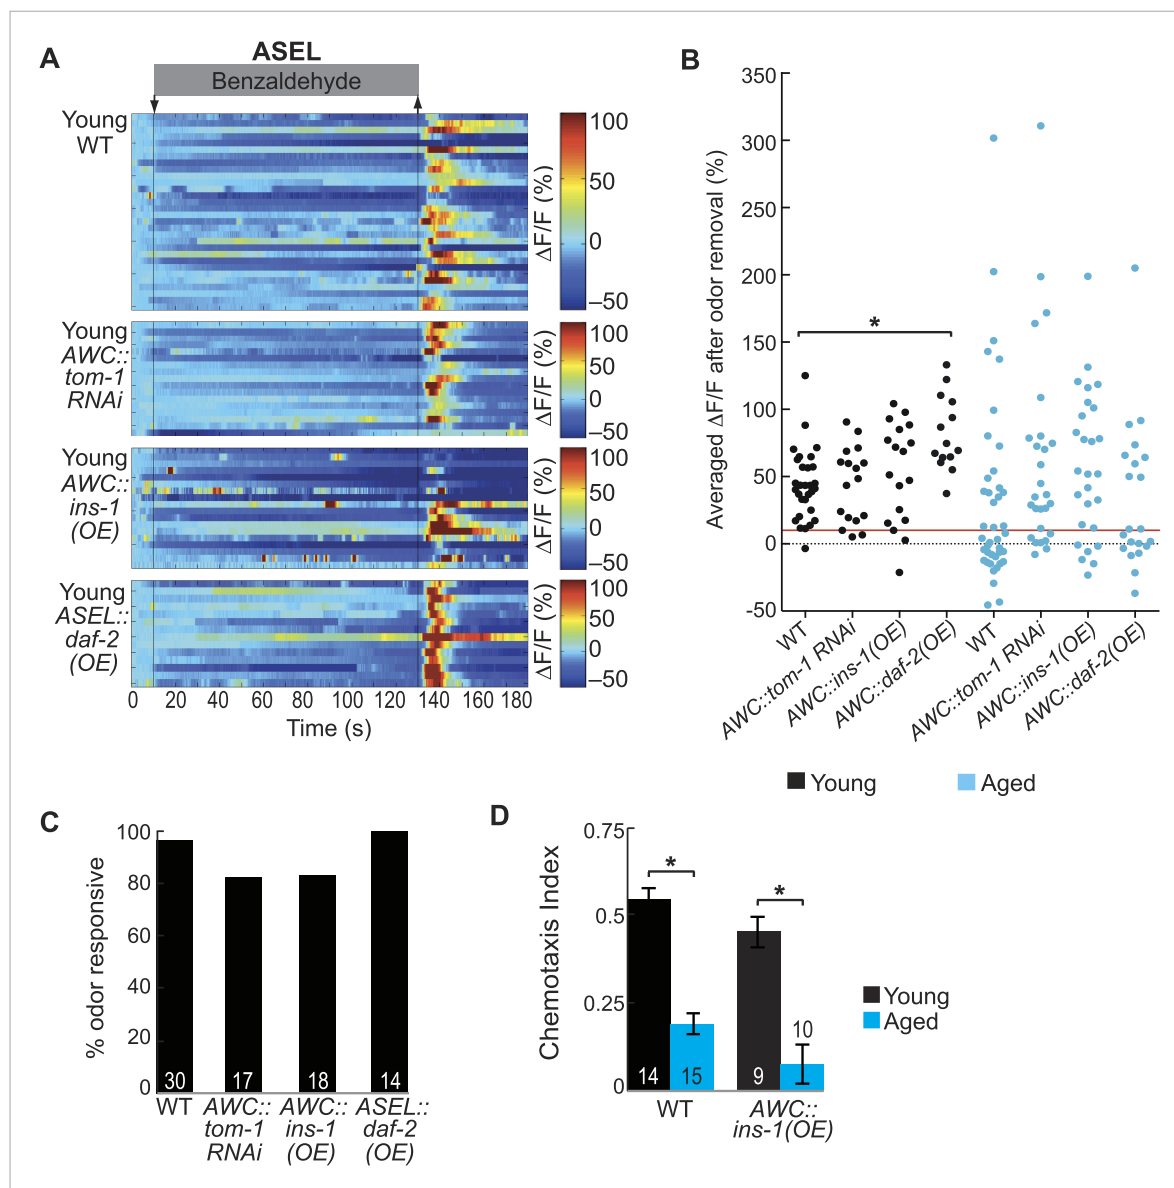 A
ASEL
Benzaldehyde
Young
WT
100
50
0
–50
ΔF/F (%)
Young
AWC::
tom-1
RNAi
100
50
0
–50
ΔF/F (%)
Young
AWC::
ins-1
(OE)
100
50
0
–50
ΔF/F (%)
Young
ASEL::
daf-2
(OE)
100
50
0
–50
ΔF/F (%)
0 20 40 60 80 100 120 140 160 180
Time (s)
B
Averaged ΔF/F after odor removal (%)
350
300
250
200
150
100
50
0
-50
*
WT
AWC::tom-1 RNAi
AWC::ins-1(OE)
AWC::daf-2(OE)
WT
AWC::tom-1 RNAi
AWC::ins-1(OE)
AWC::daf-2(OE)
Young
Aged
C
% odor responsive
100
80
60
40
20
0
30
17
18
14
WT
AWC::
tom-1
RNAi
AWC::
ins-1
(OE)
ASEL::
daf-2
(OE)
D
Chemotaxis Index
0.75
0.5
0.25
0
*
*
14
15
9
10
WT
AWC::
ins-1(OE)
Young
Aged